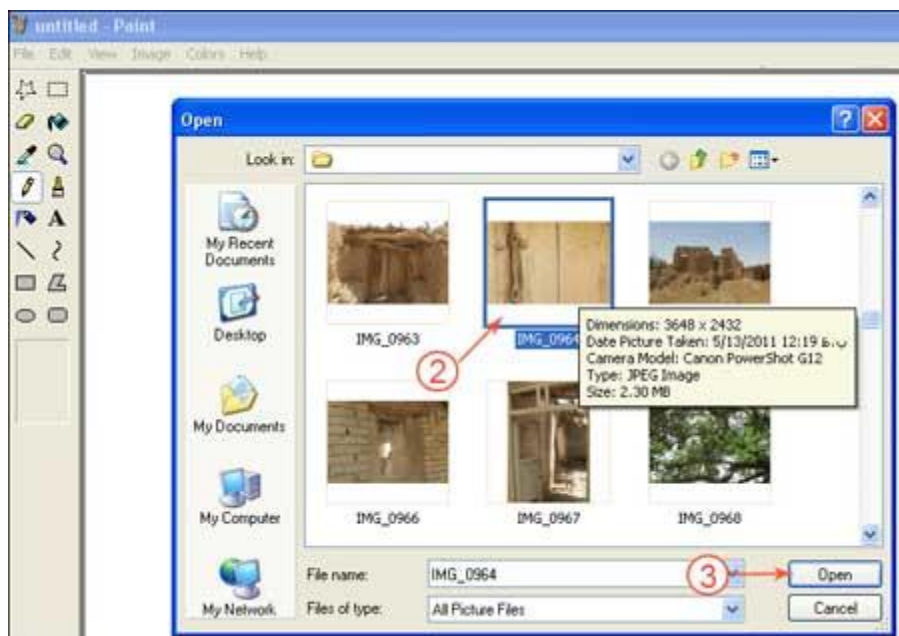 untitled - Paint
File Edit View Image Colors Help
Open
Look in:
My Recent
Documents
Desktop
My Documents
My Computer
My Network
IMG_0963
IMG_0964
Dimensions: 3648 x 2432
Date Picture Taken: 5/13/2011 12:19 ب.ظ
Camera Model: Canon PowerShot G12
Type: JPEG Image
Size: 2.30 MB
2
IMG_0966
IMG_0967
IMG_0968
File name:
IMG_0964
3
Open
Files of type:
All Picture Files
Cancel